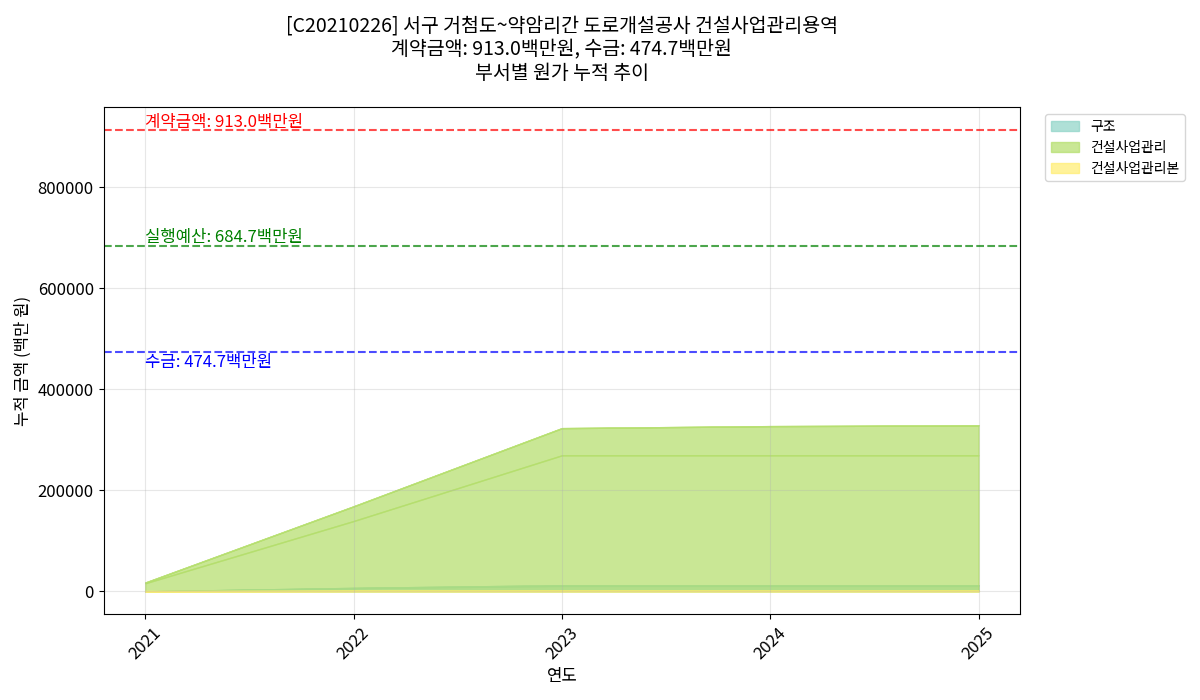 [C20210226] 서구 거첨도~약암리간 도로개설공사 건설사업관리용역
계약금액: 913.0백만원, 수금: 474.7백만원
부서별 원가 누적 추이
계약금액: 913.0백만원
실행예산: 684.7백만원
수금: 474.7백만원
구조
건설사업관리
건설사업관리본
누적 금액 (백만 원)
800000
600000
400000
200000
0
2021
2022
2023
2024
2025
연도